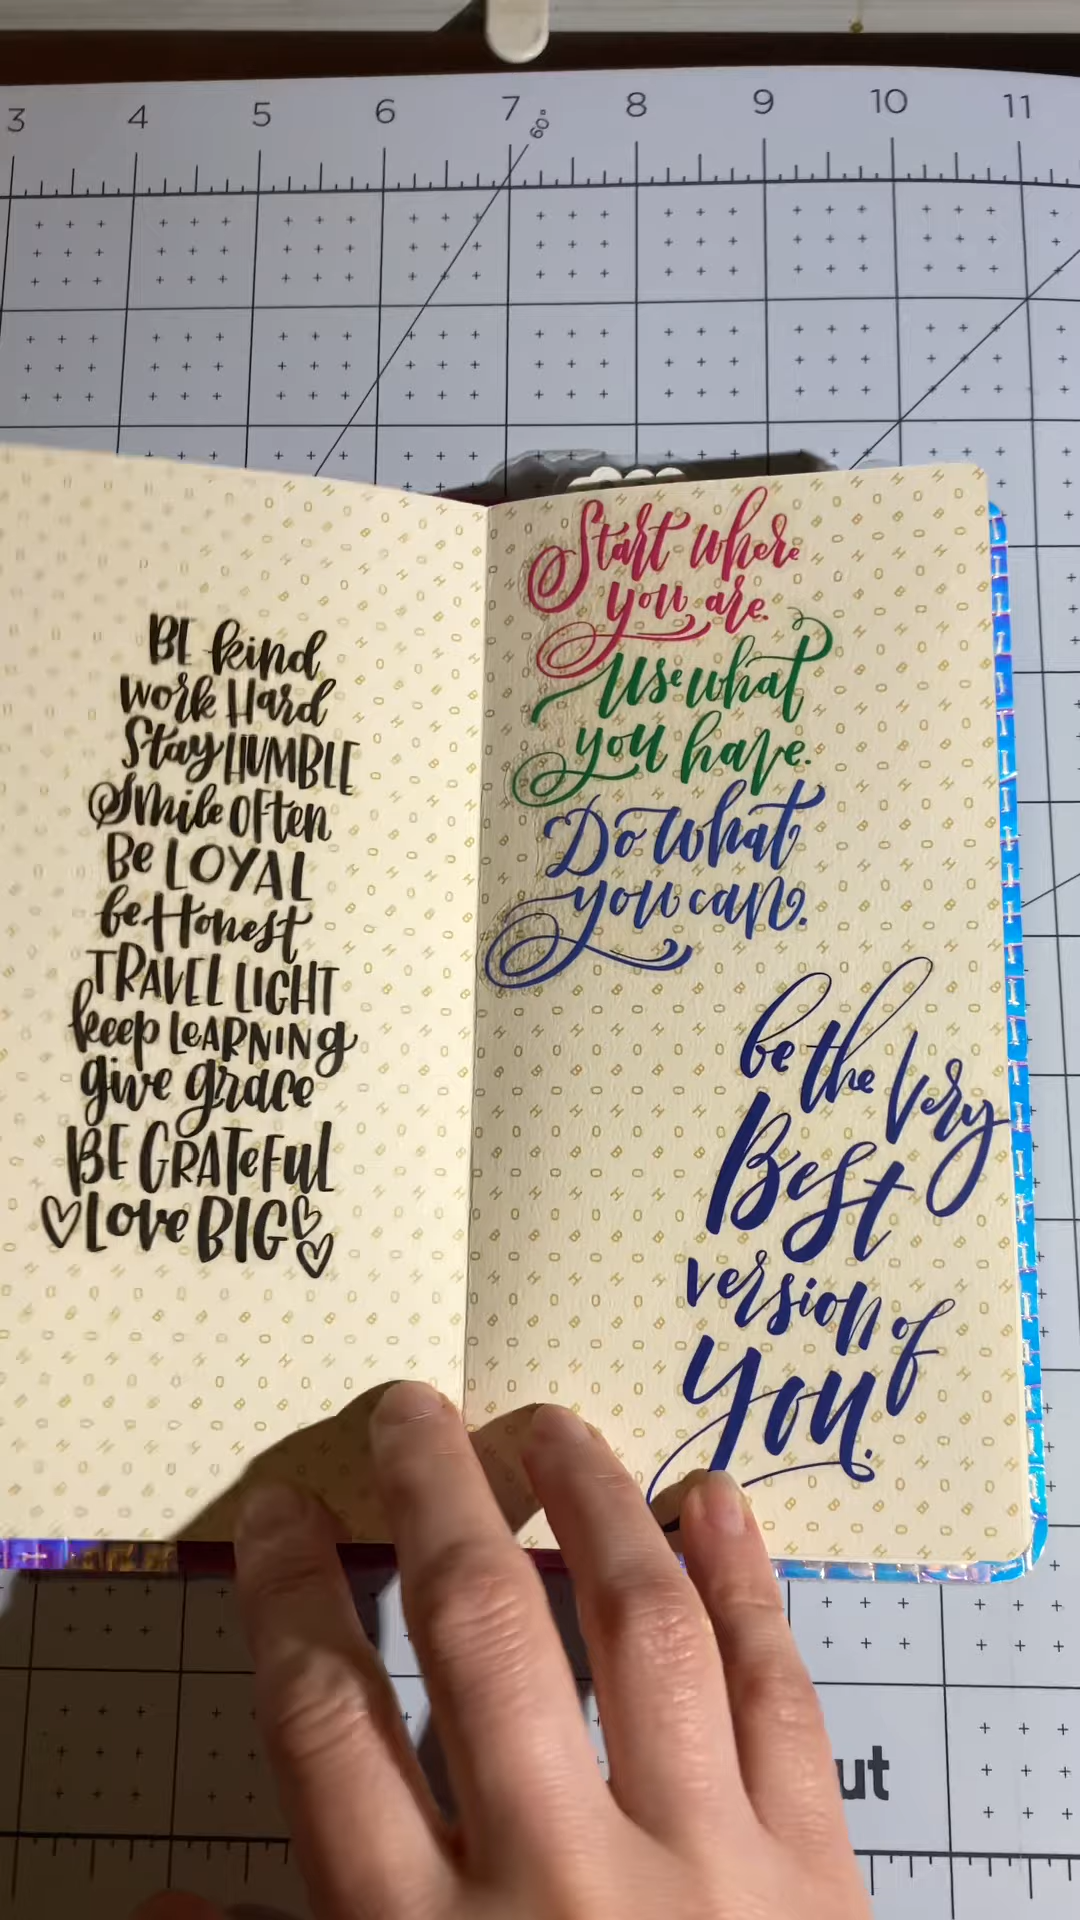 3 4 5 6 7 8 9 10 11
60°
BE kind
work Hard
Stay HUMBLE
Smile OFten
Be LOYAL
be Honest
TRAVEL LIGHT
keep LEARNING
give grace
BE GRATeFul
Love BIG
Start where
you are.
Use what
you have.
Do what
you can.
be the Very
Best
version of
You.
ut